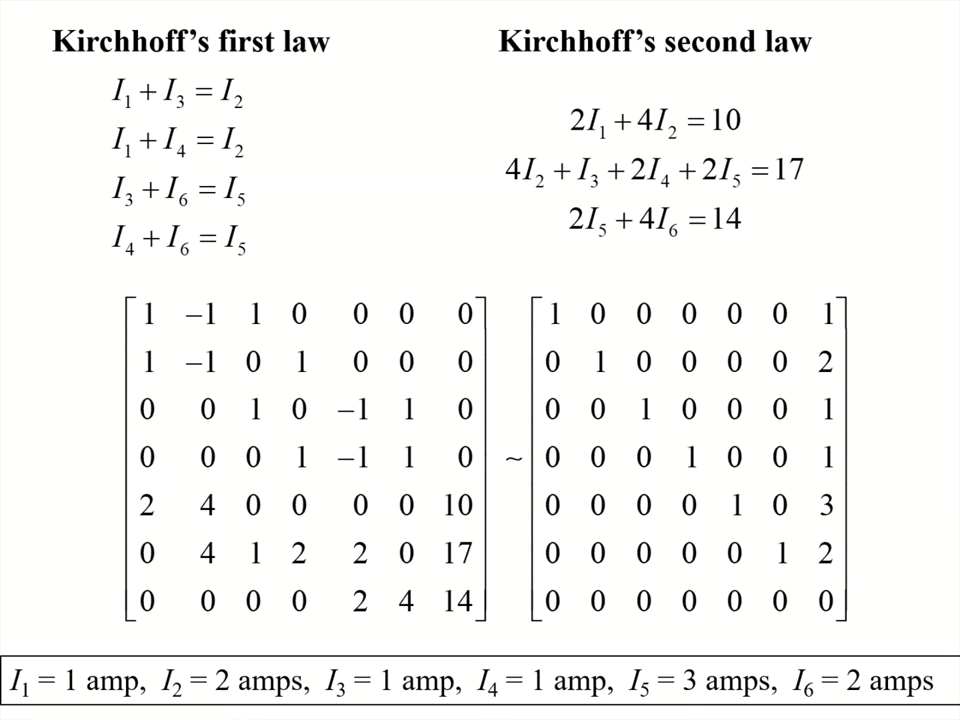 Kirchhoff’s first law
I₁ + I₃ = I₂
I₁ + I₄ = I₂
I₃ + I₆ = I₅
I₄ + I₆ = I₅
Kirchhoff’s second law
2I₁ + 4I₂ = 10
4I₂ + I₃ + 2I₄ + 2I₅ = 17
2I₅ + 4I₆ = 14
1 –1 1 0 0 0 0
1 –1 0 1 0 0 0
0 0 1 0 –1 1 0
0 0 0 1 –1 1 0
2 4 0 0 0 0 10
0 4 1 2 2 0 17
0 0 0 0 2 4 14
~
1 0 0 0 0 0 1
0 1 0 0 0 0 2
0 0 1 0 0 0 1
0 0 0 1 0 0 1
0 0 0 0 1 0 3
0 0 0 0 0 1 2
0 0 0 0 0 0 0
I₁ = 1 amp, I₂ = 2 amps, I₃ = 1 amp, I₄ = 1 amp, I₅ = 3 amps, I₆ = 2 amps